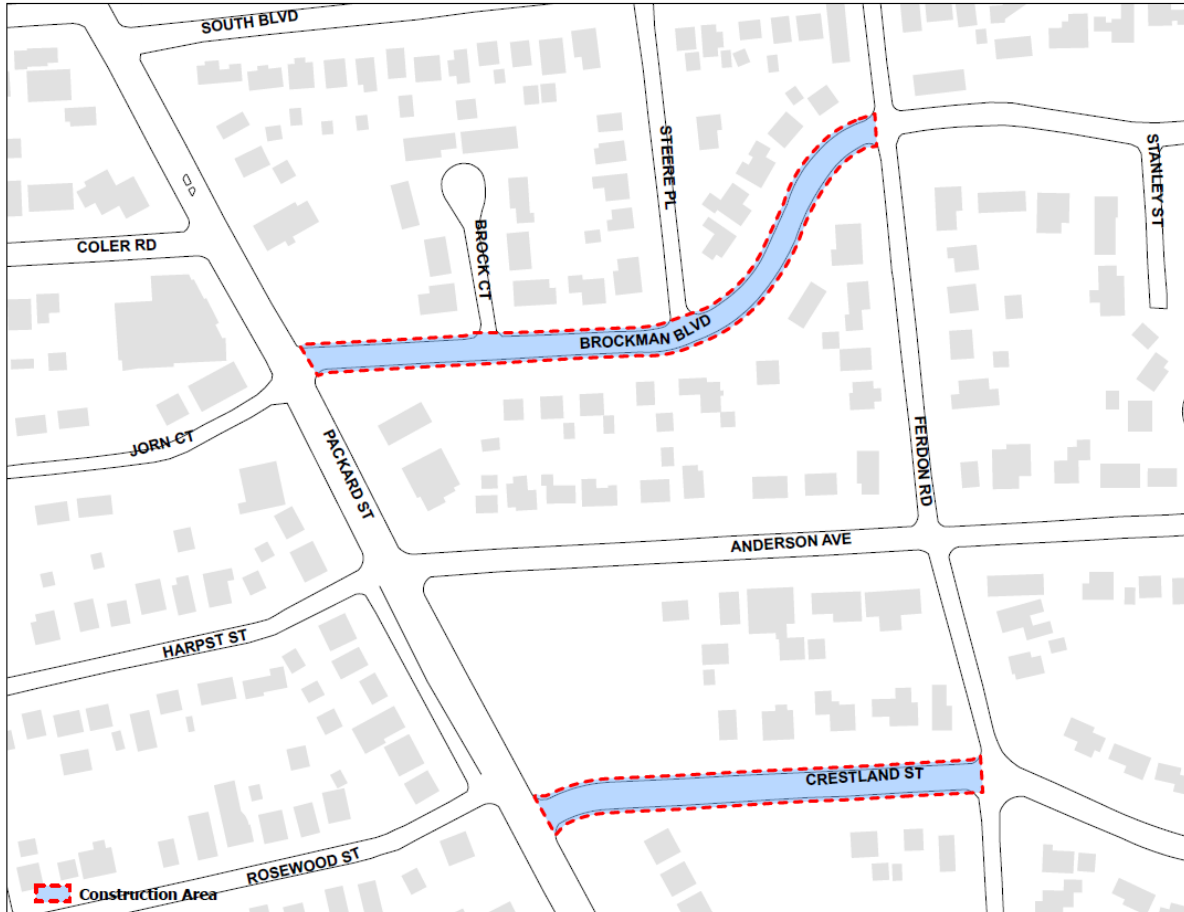 SOUTH BLVD
STEERE PL
STANLEY ST
COLER RD
BROCK CT
BROCKMAN BLVD
JORN CT
PACKARD ST
FERDON RD
ANDERSON AVE
HARPST ST
CRESTLAND ST
ROSEWOOD ST
Construction Area